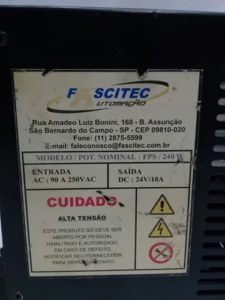 FASCITEC
AUTOMAÇÃO
Rua Amadeo Luiz Bonini, 160 - B. Assunção
São Bernardo do Campo - SP - CEP 09810-020
Fone: (11) 2875-5599
e-mail: faleconosco@fascitec.com.br
MODELO / POT. NOMINAL : FPS / 240 W
ENTRADA
AC : 90 A 250VAC
SAÍDA
DC : 24V/10A
CUIDADO
ALTA TENSÃO
ESTE PRODUTO SO DEVE SER
ABERTO POR PESSOAL
HABILITADO E AUTORIZADO.
EM CASO DE DEFEITO,
NOTIFICAR SEU FORNECEDOR
PARA